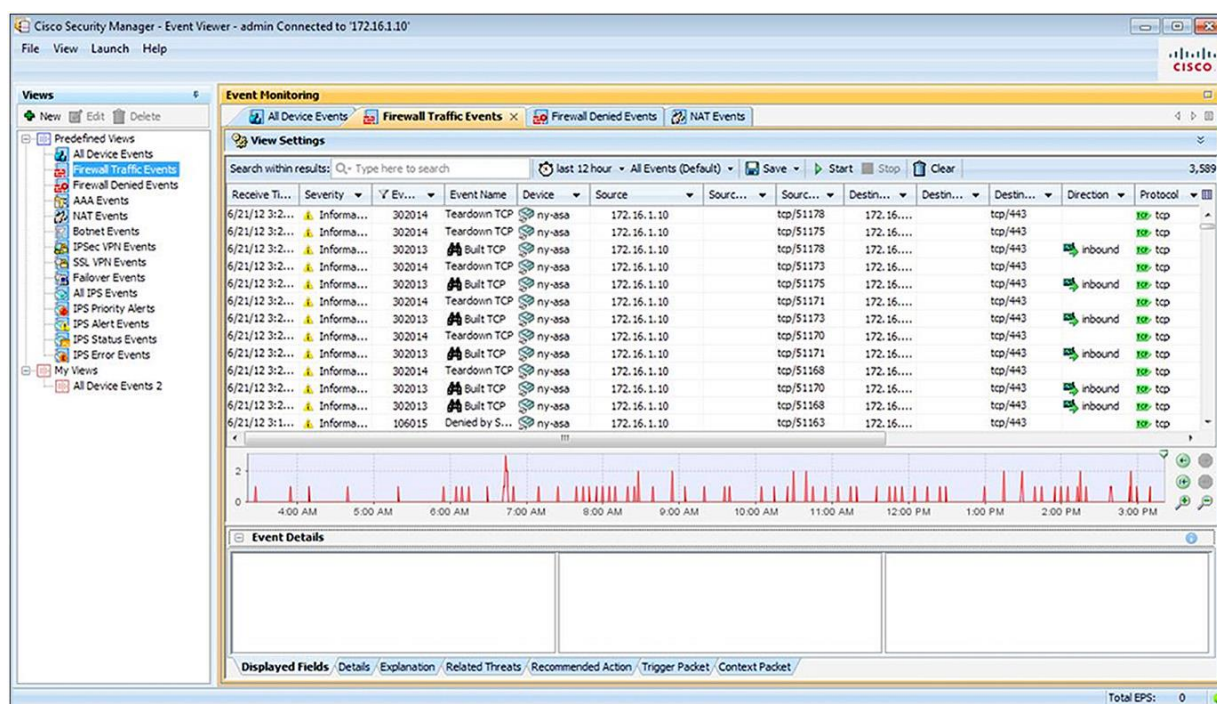 Cisco Security Manager - Event Viewer - admin Connected to '172.16.1.10'
File View Launch Help
CISCO
Views
New Edit Delete
Predefined Views
All Device Events
Firewall Traffic Events
Firewall Denied Events
AAA Events
NAT Events
Botnet Events
IPSec VPN Events
SSL VPN Events
Failover Events
All IPS Events
IPS Priority Alerts
IPS Alert Events
IPS Status Events
IPS Error Events
My Views
All Device Events 2
Event Monitoring
All Device Events Firewall Traffic Events Firewall Denied Events NAT Events
View Settings
Search within results: Type here to search last 12 hour All Events (Default) Save Start Stop Clear 3,589
Receive Ti... Severity Ev... Event Name Device Source Sourc... Sourc... Destin... Destin... Destin... Direction Protocol
6/21/12 3:2... Informa... 302014 Teardown TCP ny-asa 172.16.1.10 tcp/51178 172.16.... tcp/443 TCP tcp
6/21/12 3:2... Informa... 302014 Teardown TCP ny-asa 172.16.1.10 tcp/51175 172.16.... tcp/443 TCP tcp
6/21/12 3:2... Informa... 302013 Built TCP ny-asa 172.16.1.10 tcp/51178 172.16.... tcp/443 inbound TCP tcp
6/21/12 3:2... Informa... 302014 Teardown TCP ny-asa 172.16.1.10 tcp/51173 172.16.... tcp/443 TCP tcp
6/21/12 3:2... Informa... 302013 Built TCP ny-asa 172.16.1.10 tcp/51175 172.16.... tcp/443 inbound TCP tcp
6/21/12 3:2... Informa... 302014 Teardown TCP ny-asa 172.16.1.10 tcp/51171 172.16.... tcp/443 TCP tcp
6/21/12 3:2... Informa... 302013 Built TCP ny-asa 172.16.1.10 tcp/51173 172.16.... tcp/443 inbound TCP tcp
6/21/12 3:2... Informa... 302014 Teardown TCP ny-asa 172.16.1.10 tcp/51170 172.16.... tcp/443 TCP tcp
6/21/12 3:2... Informa... 302013 Built TCP ny-asa 172.16.1.10 tcp/51171 172.16.... tcp/443 inbound TCP tcp
6/21/12 3:2... Informa... 302014 Teardown TCP ny-asa 172.16.1.10 tcp/51168 172.16.... tcp/443 TCP tcp
6/21/12 3:2... Informa... 302013 Built TCP ny-asa 172.16.1.10 tcp/51170 172.16.... tcp/443 inbound TCP tcp
6/21/12 3:2... Informa... 302013 Built TCP ny-asa 172.16.1.10 tcp/51168 172.16.... tcp/443 inbound TCP tcp
6/21/12 3:1... Informa... 106015 Denied by S... ny-asa 172.16.1.10 tcp/51163 172.16.... tcp/443 TCP tcp
2
0
4:00 AM 5:00 AM 6:00 AM 7:00 AM 8:00 AM 9:00 AM 10:00 AM 11:00 AM 12:00 PM 1:00 PM 2:00 PM 3:00 PM
Event Details
Displayed Fields Details Explanation Related Threats Recommended Action Trigger Packet Context Packet
Total EPS: 0